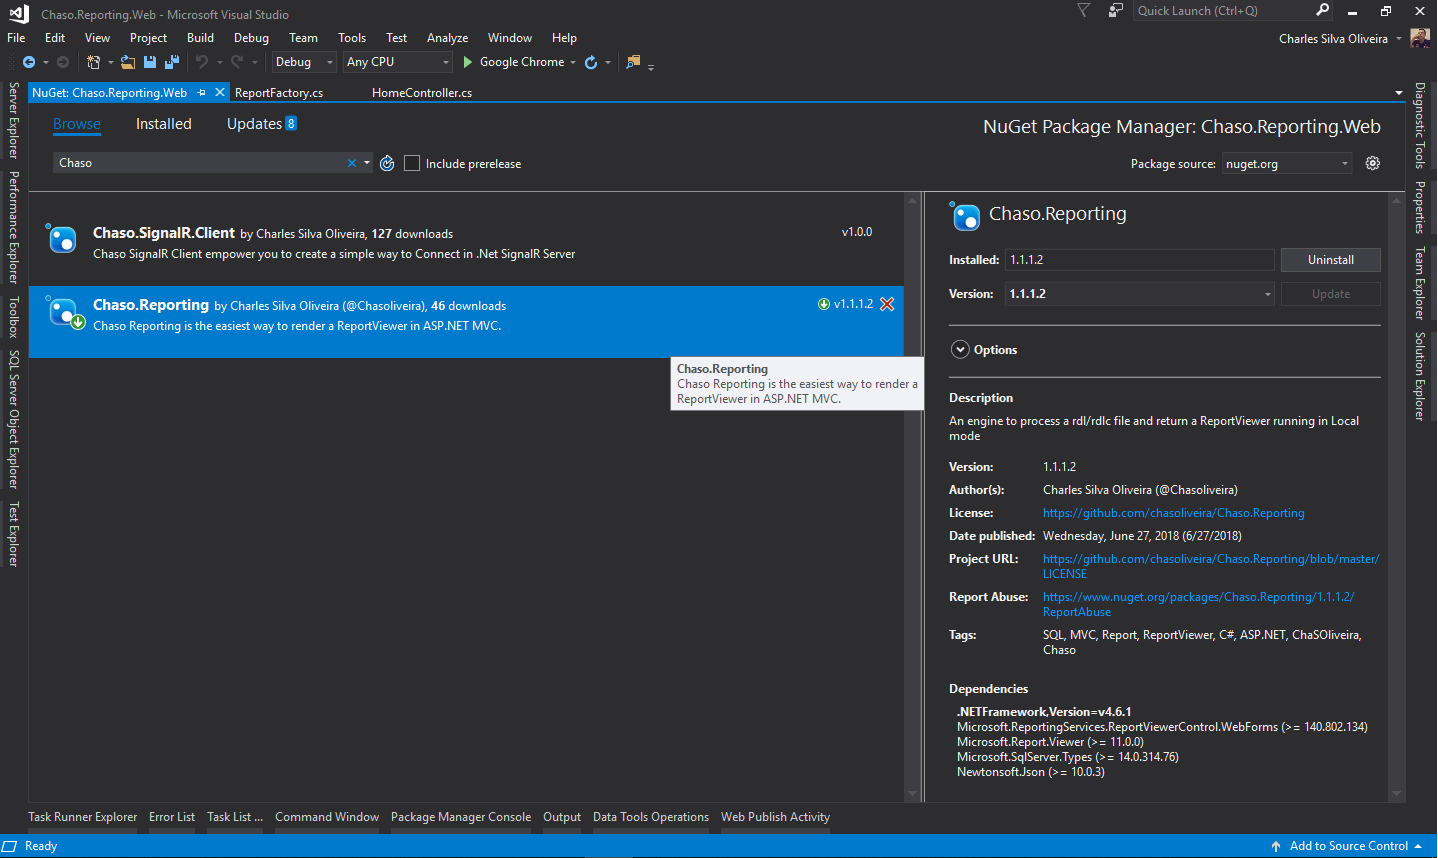 Chaso.Reporting.Web - Microsoft Visual Studio
Quick Launch (Ctrl+Q)
File Edit View Project Build Debug Team Tools Test Analyze Window Help
Charles Silva Oliveira
Debug Any CPU Google Chrome
NuGet: Chaso.Reporting.Web ReportFactory.cs HomeController.cs
Server Explorer
Performance Explorer
Toolbox
SQL Server Object Explorer
Test Explorer
Browse Installed Updates 8
NuGet Package Manager: Chaso.Reporting.Web
Chaso
Include prerelease
Package source: nuget.org
Chaso.SignalR.Client by Charles Silva Oliveira, 127 downloads
v1.0.0
Chaso SignalR Client empower you to create a simple way to Connect in .Net SignalR Server
Chaso.Reporting by Charles Silva Oliveira (@Chasoliveira), 46 downloads
v1.1.1.2
Chaso Reporting is the easiest way to render a ReportViewer in ASP.NET MVC.
Chaso.Reporting
Chaso Reporting is the easiest way to render a
ReportViewer in ASP.NET MVC.
Chaso.Reporting
Installed: 1.1.1.2 Uninstall
Version: 1.1.1.2 Update
Options
Description
An engine to process a rdl/rdlc file and return a ReportViewer running in Local
mode
Version: 1.1.1.2
Author(s): Charles Silva Oliveira (@Chasoliveira)
License: https://github.com/chasoliveira/Chaso.Reporting
Date published: Wednesday, June 27, 2018 (6/27/2018)
Project URL: https://github.com/chasoliveira/Chaso.Reporting/blob/master/
LICENSE
Report Abuse: https://www.nuget.org/packages/Chaso.Reporting/1.1.1.2/
ReportAbuse
Tags: SQL, MVC, Report, ReportViewer, C#, ASP.NET, ChaSOliveira,
Chaso
Dependencies
.NETFramework,Version=v4.6.1
Microsoft.ReportingServices.ReportViewerControl.WebForms (>= 140.802.134)
Microsoft.Report.Viewer (>= 11.0.0)
Microsoft.SqlServer.Types (>= 14.0.314.76)
Newtonsoft.Json (>= 10.0.3)
Diagnostic Tools
Properties
Team Explorer
Solution Explorer
Task Runner Explorer Error List Task List ... Command Window Package Manager Console Output Data Tools Operations Web Publish Activity
Ready
Add to Source Control